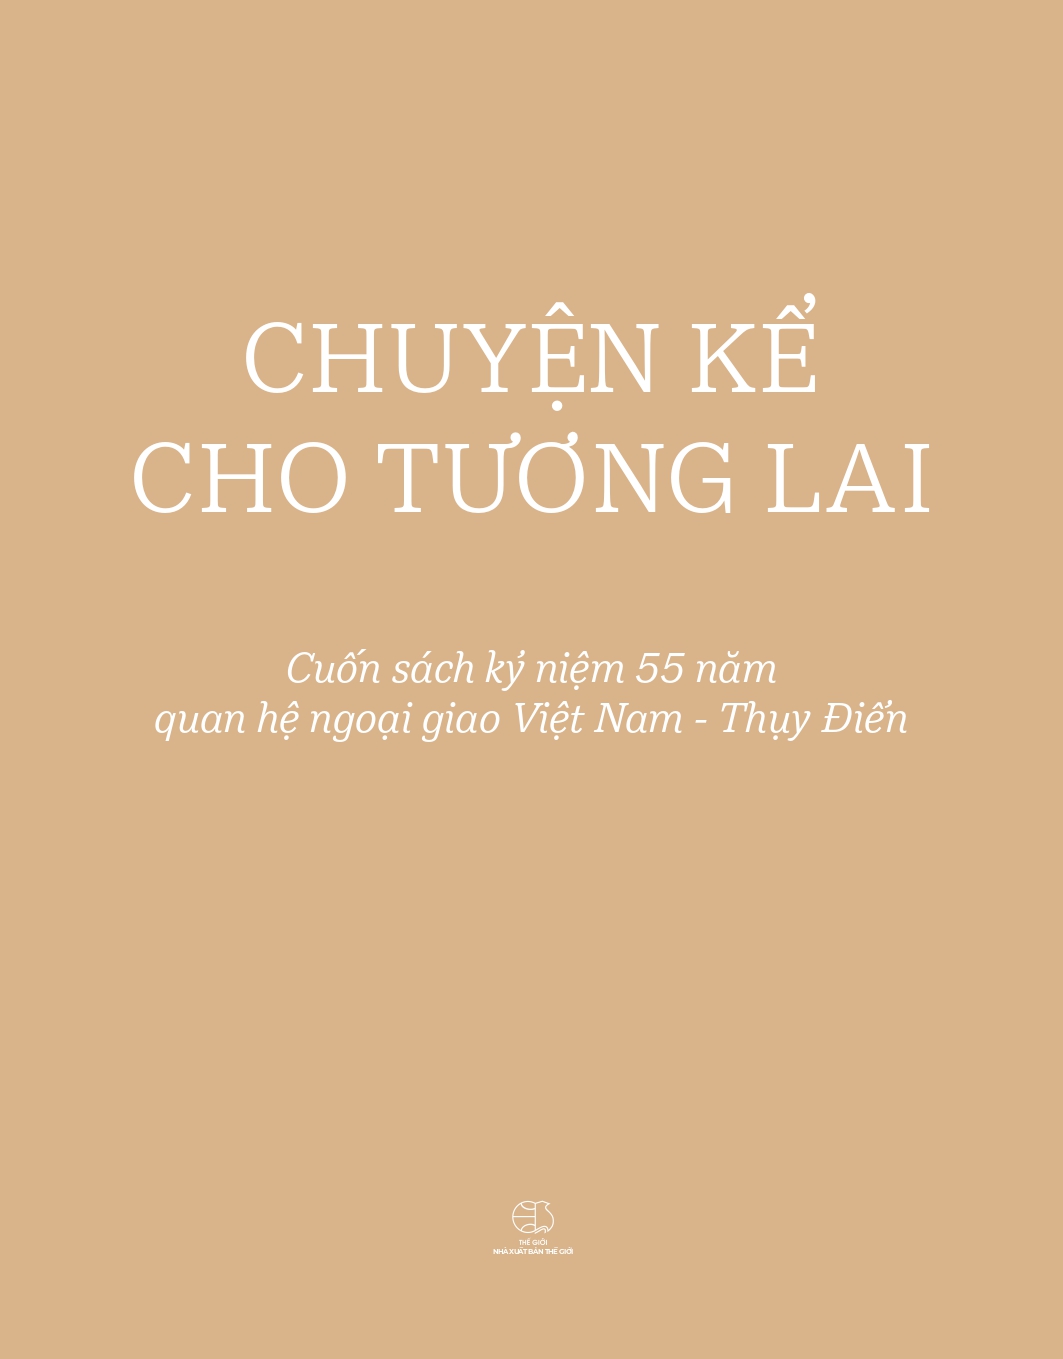 CHUYỆN KỂ
CHO TƯƠNG LAI
Cuốn sách kỷ niệm 55 năm
quan hệ ngoại giao Việt Nam - Thụy Điển
THẾ GIỚI
NHÀ XUẤT BẢN THẾ GIỚI